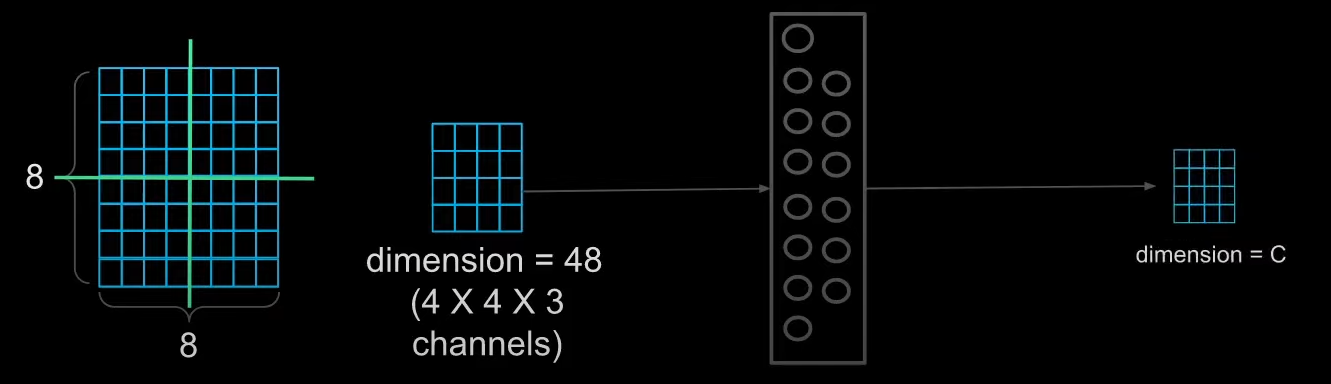 8
8
dimension = 48
(4 X 4 X 3
channels)
dimension = C